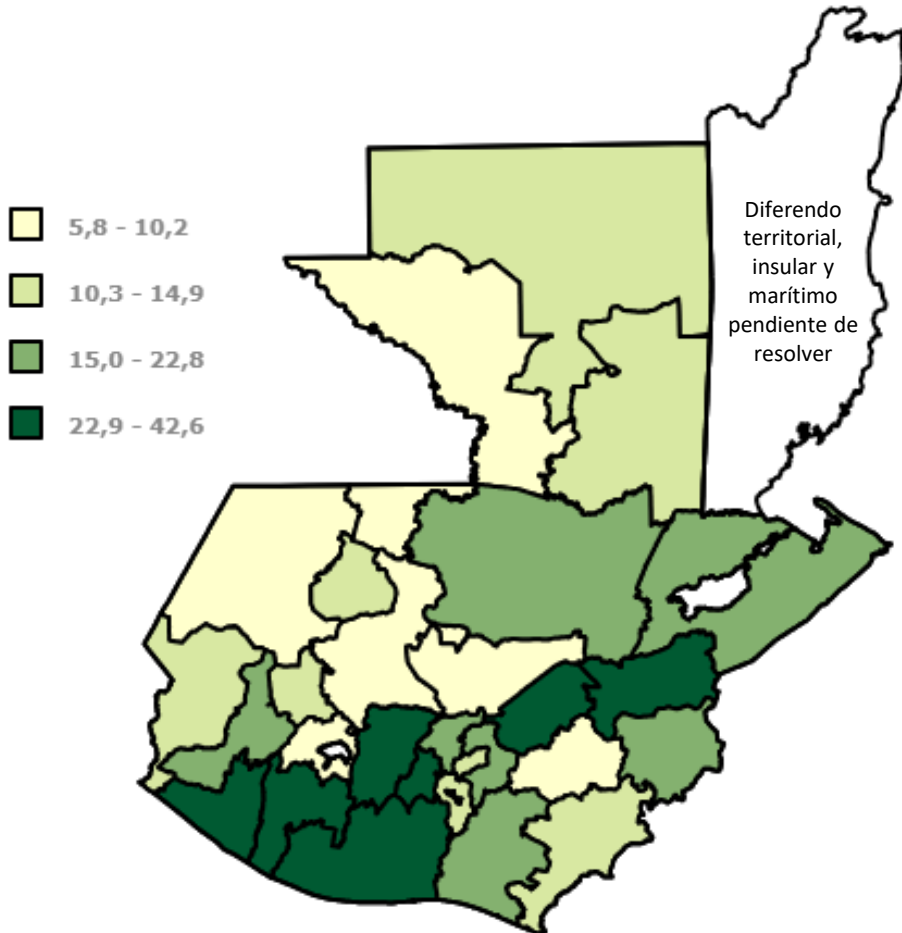 5,8 - 10,2
10,3 - 14,9
15,0 - 22,8
22,9 - 42,6
Diferendo
territorial,
insular y
marítimo
pendiente de
resolver